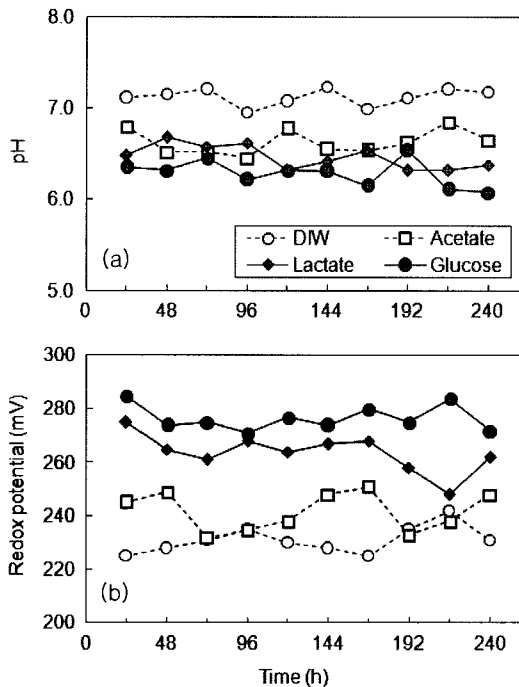 8.0
7.0
pH
6.0
DIW Acetate
(a) Lactate Glucose
5.0
0 48 96 144 192 240
300
280
Redox potential (mV)
260
240
220
(b)
200
0 48 96 144 192 240
Time (h)